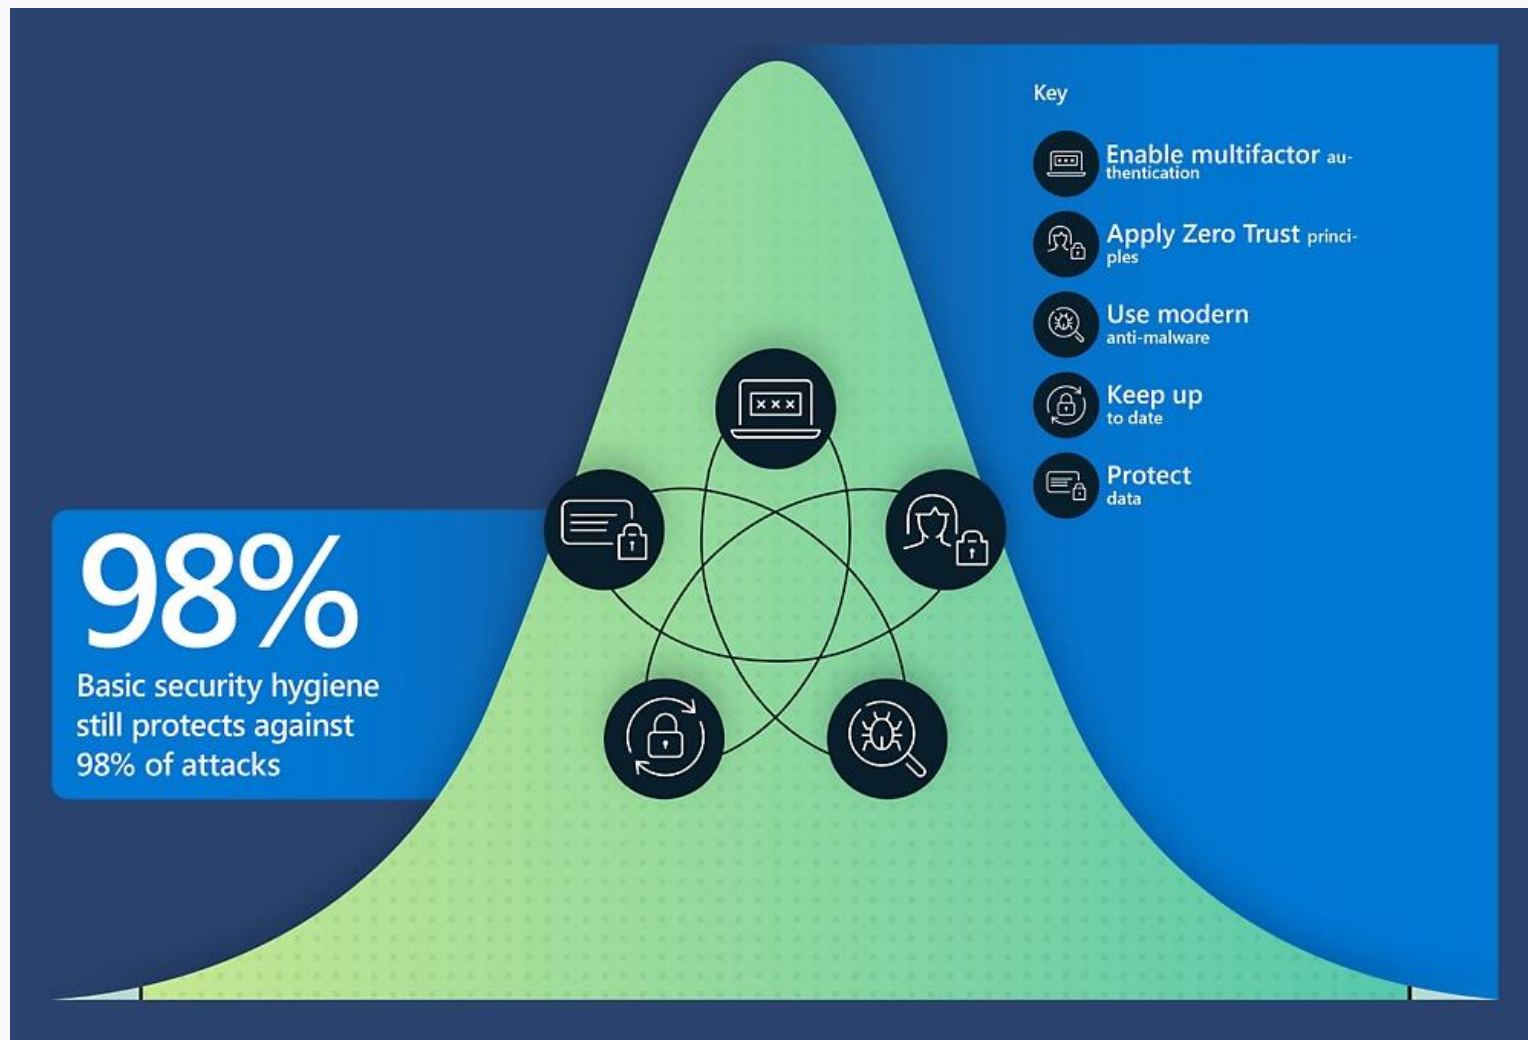 98%
Basic security hygiene
still protects against
98% of attacks
Key
Enable multifactor au-
thentication
Apply Zero Trust princi-
ples
Use modern
anti-malware
Keep up
to date
Protect
data
xxx